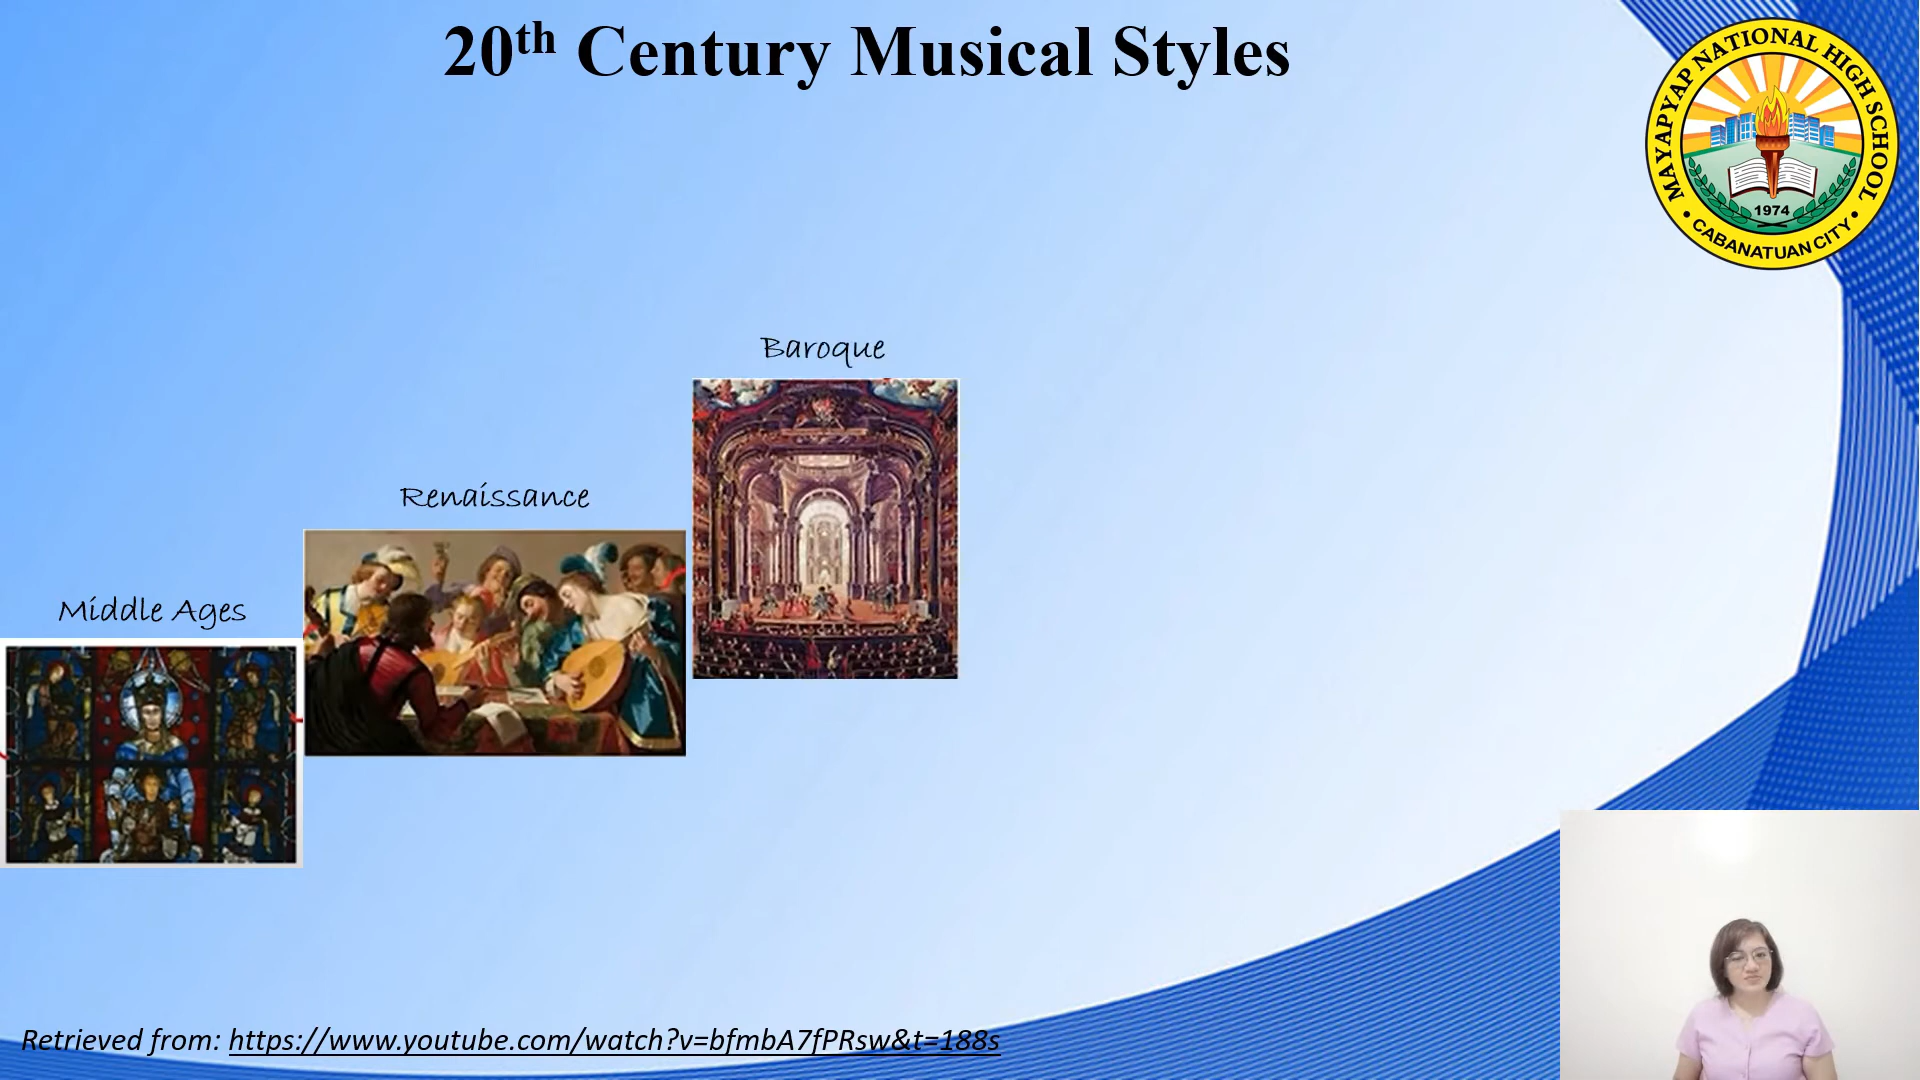 20th Century Musical Styles
MAYAPYAP NATIONAL HIGH SCHOOL
1974
• CABANATUAN CITY •
Baroque
Renaissance
Middle Ages
Retrieved from: https://www.youtube.com/watch?v=bfmbA7fPRsw&t=188s